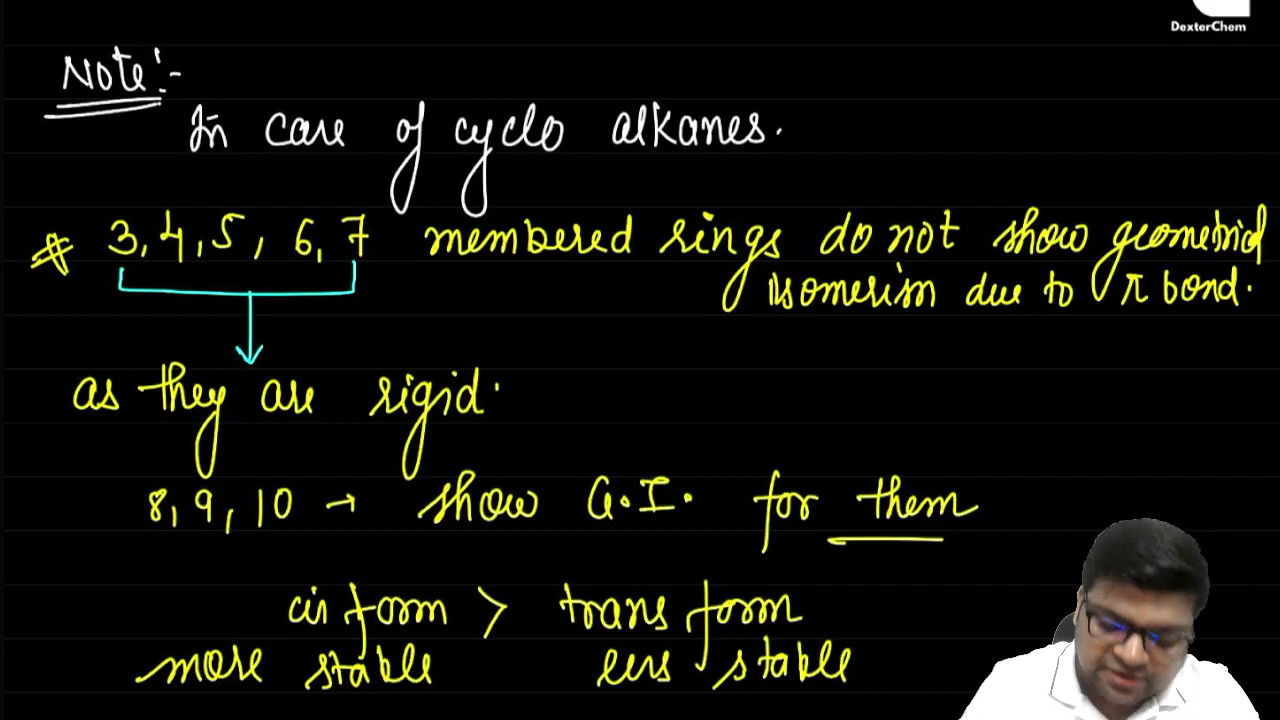 DexterChem
Note:-
In case of cyclo alkanes.
* 3, 4, 5, 6, 7 membered rings do not show geometrical
isomerism due to π bond.
as they are rigid.
8, 9, 10 → show G.I. for them
cis form > trans form
more stable less stable